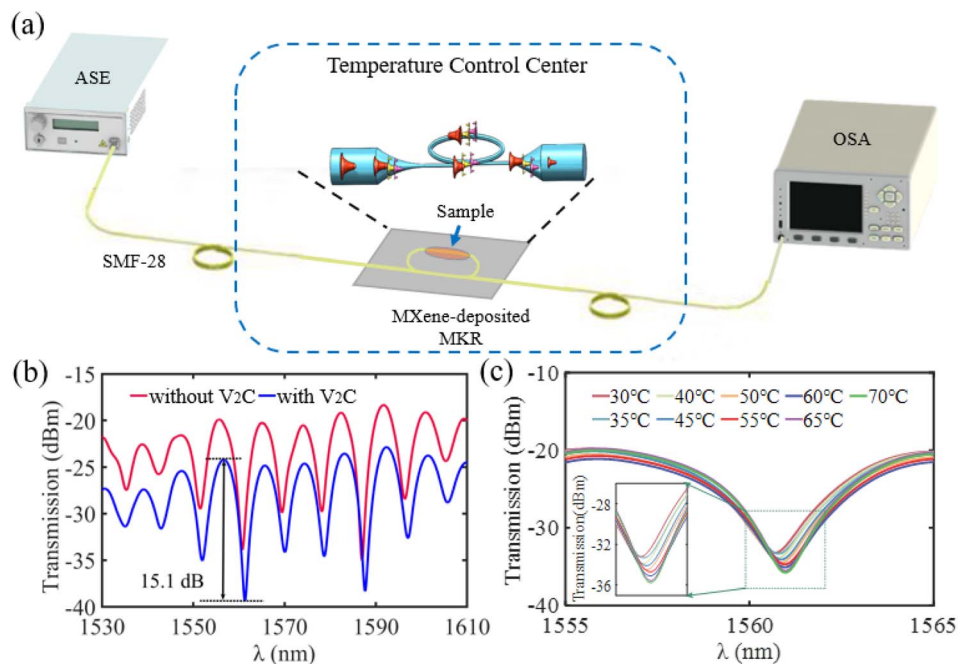 (a)
ASE
Temperature Control Center
OSA
Sample
SMF-28
MXene-deposited
MKR
(b)
-15
-20
-25
-30
-35
-40
Transmission (dBm)
without V2C
with V2C
15.1 dB
1530
1550
1570
1590
1610
λ (nm)
(c)
-10
-20
-30
-40
Transmission (dBm)
30°C
40°C
50°C
60°C
70°C
35°C
45°C
55°C
65°C
-28
-32
-36
Transmission(dBm)
1555
1560
1565
λ (nm)